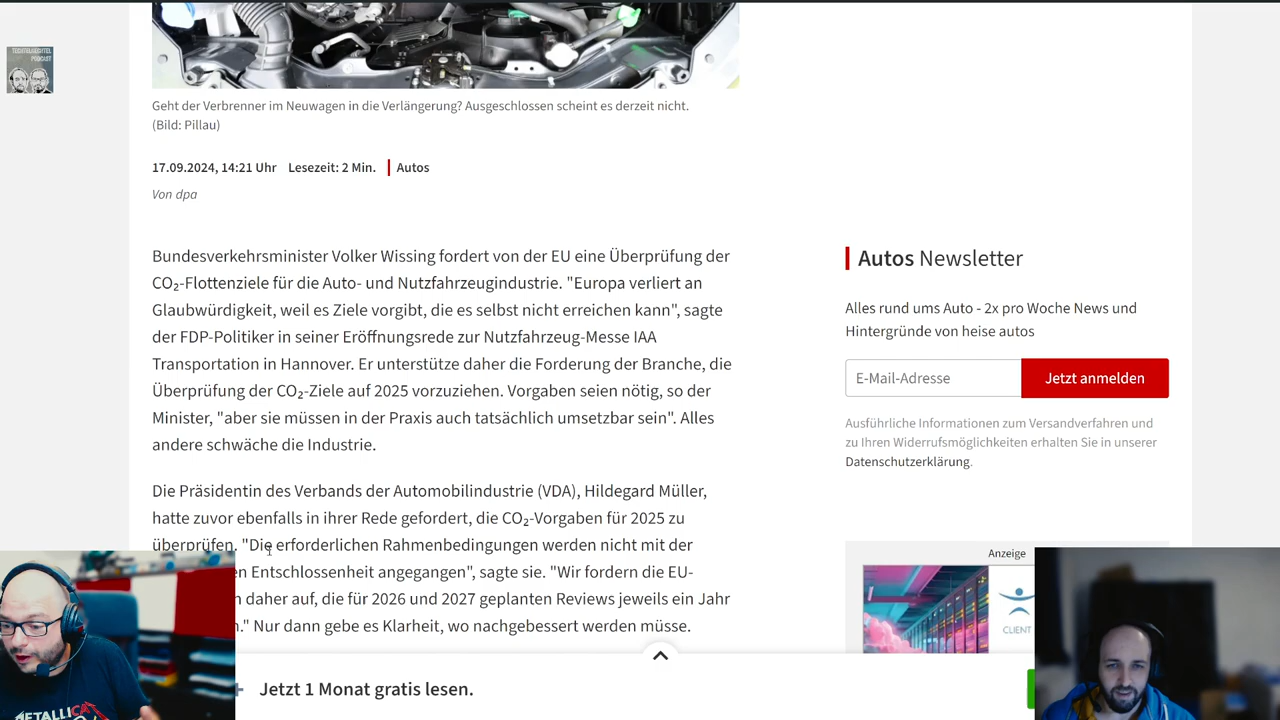 TECHTELMECHTEL
PODCAST
Geht der Verbrenner im Neuwagen in die Verlängerung? Ausgeschlossen scheint es derzeit nicht.
(Bild: Pillau)
17.09.2024, 14:21 Uhr Lesezeit: 2 Min. Autos
Von dpa
Bundesverkehrsminister Volker Wissing fordert von der EU eine Überprüfung der
CO₂-Flottenziele für die Auto- und Nutzfahrzeugindustrie. "Europa verliert an
Glaubwürdigkeit, weil es Ziele vorgibt, die es selbst nicht erreichen kann", sagte
der FDP-Politiker in seiner Eröffnungsrede zur Nutzfahrzeug-Messe IAA
Transportation in Hannover. Er unterstütze daher die Forderung der Branche, die
Überprüfung der CO₂-Ziele auf 2025 vorzuziehen. Vorgaben seien nötig, so der
Minister, "aber sie müssen in der Praxis auch tatsächlich umsetzbar sein". Alles
andere schwäche die Industrie.
Die Präsidentin des Verbands der Automobilindustrie (VDA), Hildegard Müller,
hatte zuvor ebenfalls in ihrer Rede gefordert, die CO₂-Vorgaben für 2025 zu
überprüfen. "Die erforderlichen Rahmenbedingungen werden nicht mit der
en Entschlossenheit angegangen", sagte sie. "Wir fordern die EU-
n daher auf, die für 2026 und 2027 geplanten Reviews jeweils ein Jahr
n." Nur dann gebe es Klarheit, wo nachgebessert werden müsse.
Autos Newsletter
Alles rund ums Auto - 2x pro Woche News und
Hintergründe von heise autos
E-Mail-Adresse Jetzt anmelden
Ausführliche Informationen zum Versandverfahren und
zu Ihren Widerrufsmöglichkeiten erhalten Sie in unserer
Datenschutzerklärung.
Anzeige
CLIENT
+ Jetzt 1 Monat gratis lesen.
METALLICA